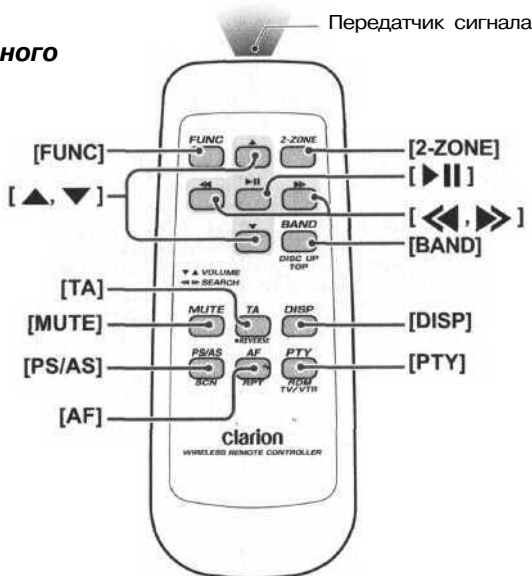 Передатчик сигнала
ного
[FUNC]
[▲, ▼]
[TA]
[MUTE]
[PS/AS]
[AF]
FUNC ▲ 2-ZONE
◀◀ ▶II ▶▶
▼ BAND
DISC UP
TOP
▼ ▲ VOLUME
◀◀ ▶▶ SEARCH
MUTE TA DISP
*REVERSE
PS/AS AF PTY
SCN RPT RDM
TV/VTR
clarion
WIRELESS REMOTE CONTROLLER
[2-ZONE]
[▶II]
[◀◀, ▶▶]
[BAND]
[DISP]
[PTY]